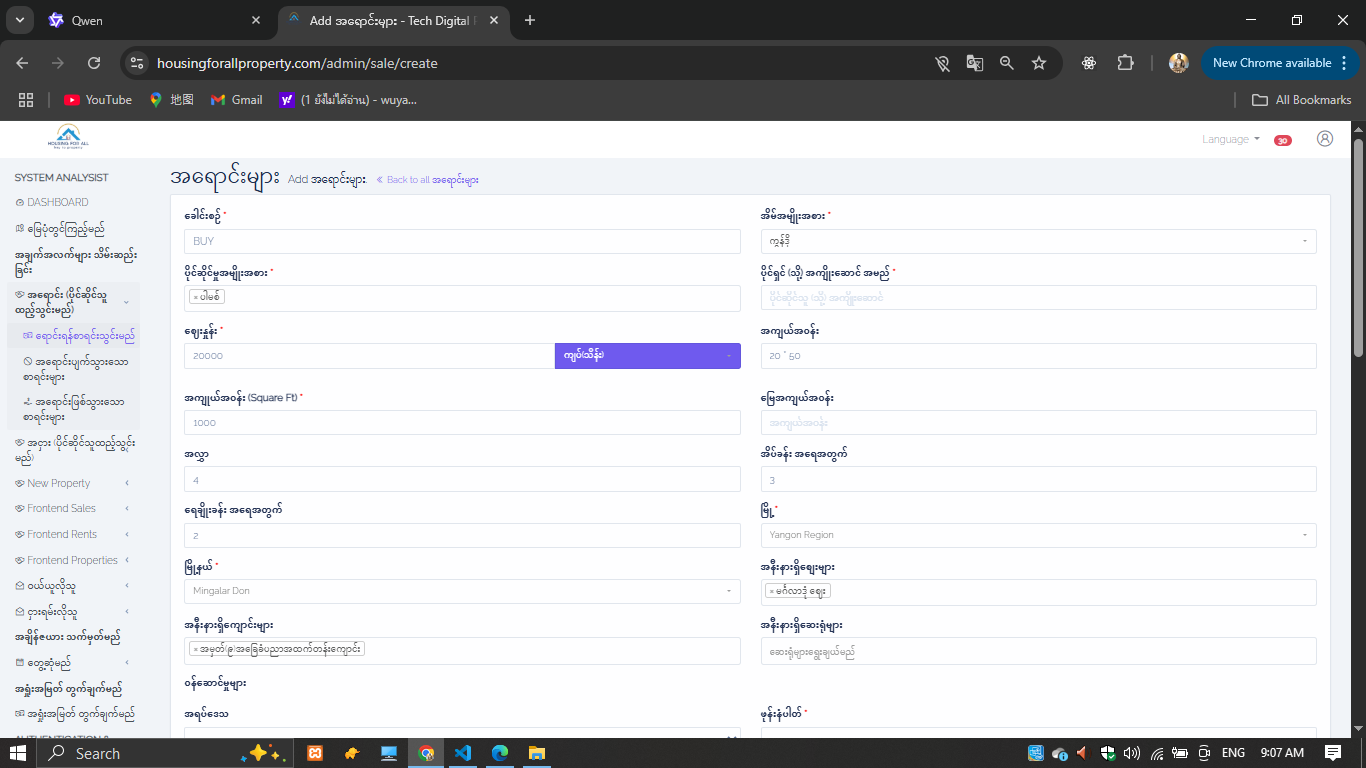 Qwen
Add အရောင်းများ - Tech Digital
housingforallproperty.com/admin/sale/create
New Chrome available
YouTube
地图
Gmail
All Bookmarks
HOUSING FOR ALL
Language
30
SYSTEM ANALYSIST
DASHBOARD
မြေပုံတွင်ကြည့်မည်
အချက်အလက်များ သိမ်းဆည်း
ခြင်း
အရောင်း (ပိုင်ဆိုင်သူ
ထည့်သွင်းမည်)
ရောင်းရန်စာရင်းသွင်းမည်
အရောင်းပျက်သွားသော
စာရင်းများ
အရောင်းဖြစ်သွားသော
စာရင်းများ
အငှား (ပိုင်ဆိုင်သူထည့်သွင်း
မည်)
New Property
Frontend Sales
Frontend Rents
Frontend Properties
ဝယ်ယူလိုသူ
ငှားရမ်းလိုသူ
အချိန်ဇယား သက်မှတ်မည်
တွေ့ဆုံမည်
အရှုံးအမြတ် တွက်ချက်မည်
အရှုံးအမြတ် တွက်ချက်မည်
အရောင်းများ Add အရောင်းများ. « Back to all အရောင်းများ
ခေါင်းစဉ် *
BUY
အိမ်အမျိုးအစား *
ကွန်ဒို
ပိုင်ဆိုင်မှုအမျိုးအစား *
× ပါမစ်
ပိုင်ရှင် (သို့) အကျိုးဆောင် အမည် *
ပိုင်ဆိုင်သူ (သို့) အကျိုးဆောင်
ဈေးနှုန်း *
20000
ကျပ်(သိန်း)
အကျယ်အဝန်း
20 * 50
အကျယ်အဝန်း (Square Ft) *
1000
မြေအကျယ်အဝန်း
အကျယ်အဝန်း
အလွှာ
4
အိပ်ခန်း အရေအတွက်
3
ရေချိုးခန်း အရေအတွက်
2
မြို့ *
Yangon Region
မြို့နယ် *
Mingalar Don
အနီးနားရှိစျေးများ
× မင်္ဂလာဒုံ ဈေး
အနီးနားရှိကျောင်းများ
× အမှတ်(၉)အခြေခံပညာအထက်တန်းကျောင်း
အနီးနားရှိဆေးရုံများ
ဆေးရုံများရွေးချယ်မည်
ဝန်ဆောင်မှုများ
အရပ်ဒေသ
ဖုန်းနံပါတ် *
Search
ENG
9:07 AM